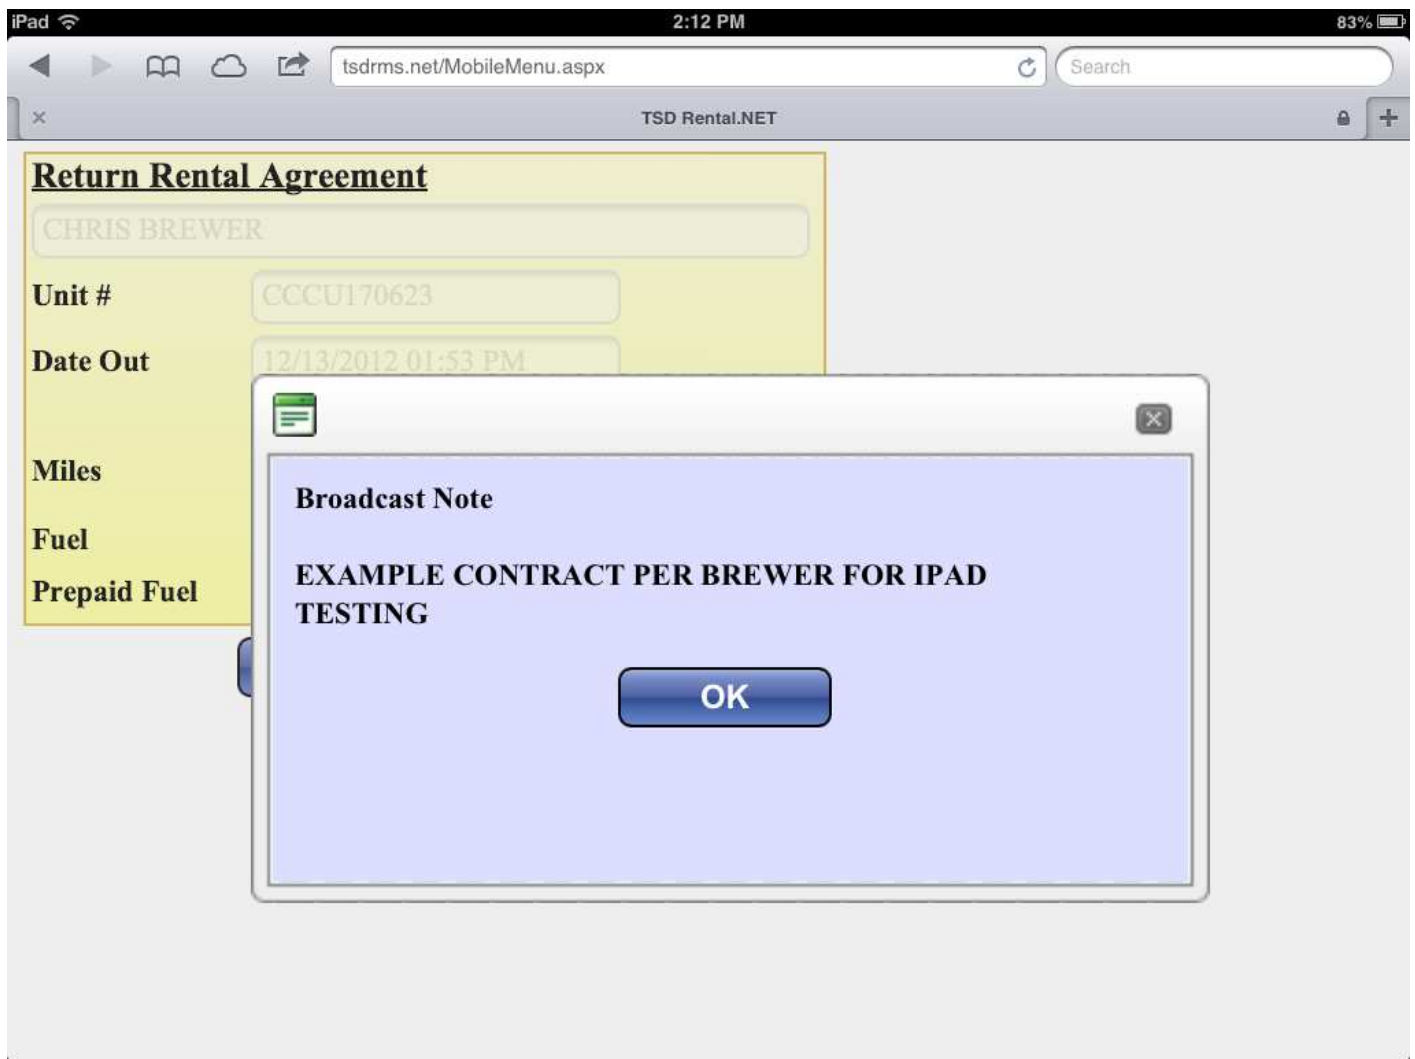 iPad
2:12 PM
83%
tsdrms.net/MobileMenu.aspx
Search
TSD Rental.NET
Return Rental Agreement
CHRIS BREWER
Unit #
CCCU170623
Date Out
12/13/2012 01:53 PM
Miles
Fuel
Prepaid Fuel
Broadcast Note
EXAMPLE CONTRACT PER BREWER FOR IPAD
TESTING
OK